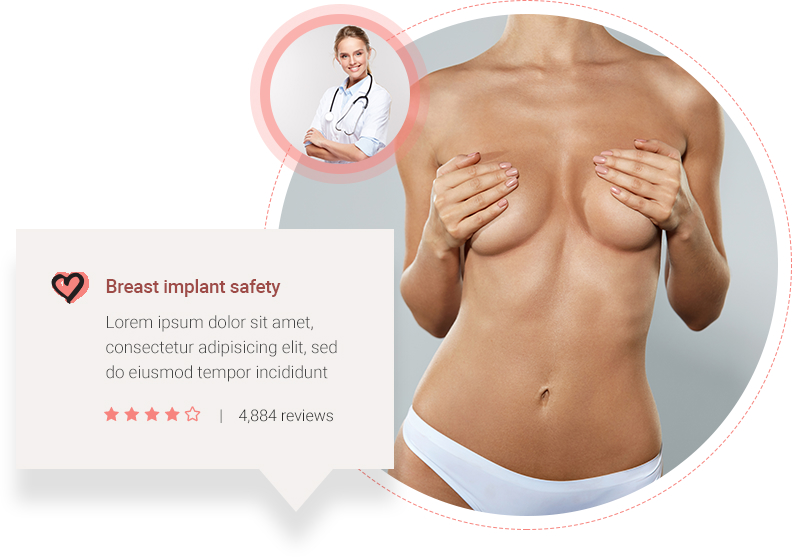 Breast implant safety
Lorem ipsum dolor sit amet,
consectetur adipisicing elit, sed
do eiusmod tempor incididunt
| 4,884 reviews